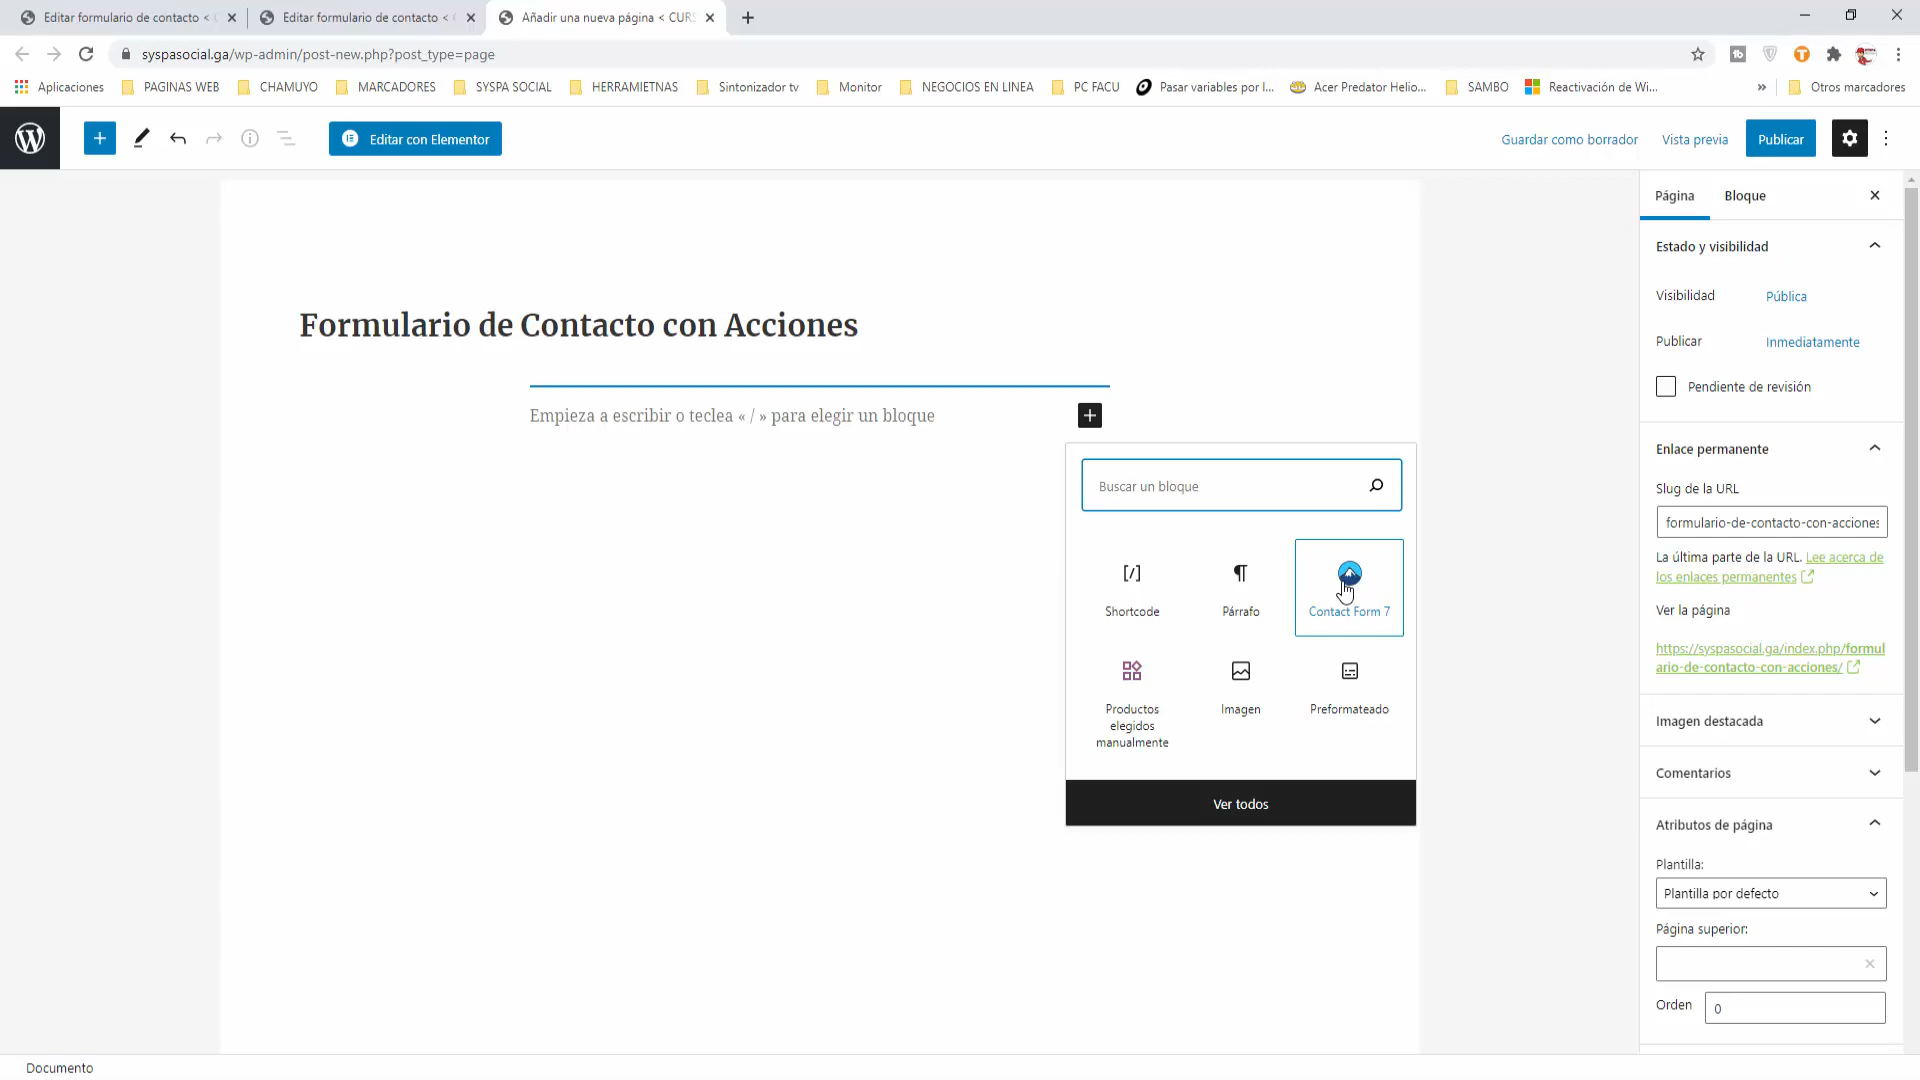 Editar formulario de contacto <
Editar formulario de contacto <
Añadir una nueva página < CUR
syspasocial.ga/wp-admin/post-new.php?post_type=page
Aplicaciones
PAGINAS WEB
CHAMUYO
MARCADORES
SYSPA SOCIAL
HERRAMIETNAS
Sintonizador tv
Monitor
NEGOCIOS EN LINEA
PC FACU
Pasar variables por l...
Acer Predator Helio...
SAMBO
Reactivación de Wi...
»
Otros marcadores
Editar con Elementor
Guardar como borrador
Vista previa
Publicar
Página
Bloque
Estado y visibilidad
Visibilidad
Pública
Publicar
Inmediatamente
Pendiente de revisión
Formulario de Contacto con Acciones
Empieza a escribir o teclea « / » para elegir un bloque
Buscar un bloque
[/]
Shortcode
Párrafo
Contact Form 7
Productos
elegidos
manualmente
Imagen
Preformateado
Ver todos
Enlace permanente
Slug de la URL
formulario-de-contacto-con-acciones
La última parte de la URL. Lee acerca de
los enlaces permanentes
Ver la página
https://syspasocial.ga/index.php/formul
ario-de-contacto-con-acciones/
Imagen destacada
Comentarios
Atributos de página
Plantilla:
Plantilla por defecto
Página superior:
Orden
0
Documento